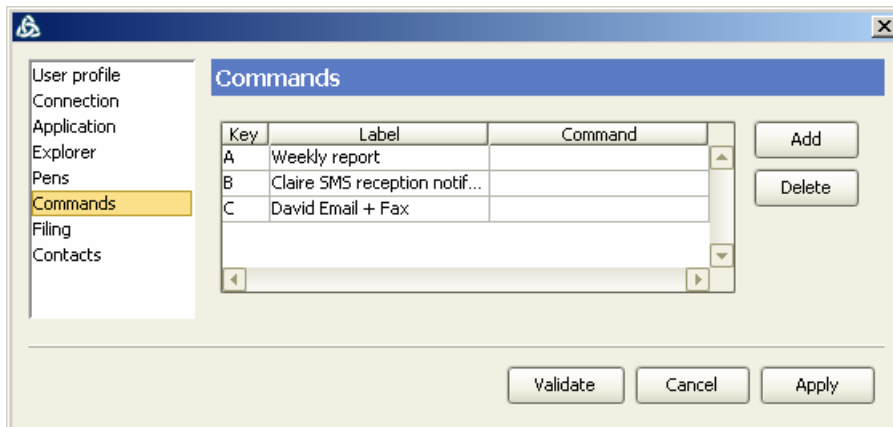 User profile
Connection
Application
Explorer
Pens
Commands
Filing
Contacts
Commands
Key Label Command
A Weekly report
B Claire SMS reception notif...
C David Email + Fax
Add
Delete
Validate Cancel Apply